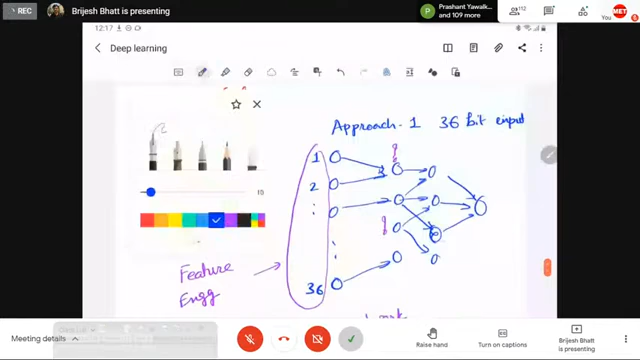 REC
Brijesh Bhatt is presenting
Prashant Yawalk...
and 109 more
112
MET
12:17
Deep learning
Approach-1 36 bit input
1
2
36
10
Feature
Engg
Meeting details
Raise hand
Turn on captions
Brijesh Bhatt
is presenting